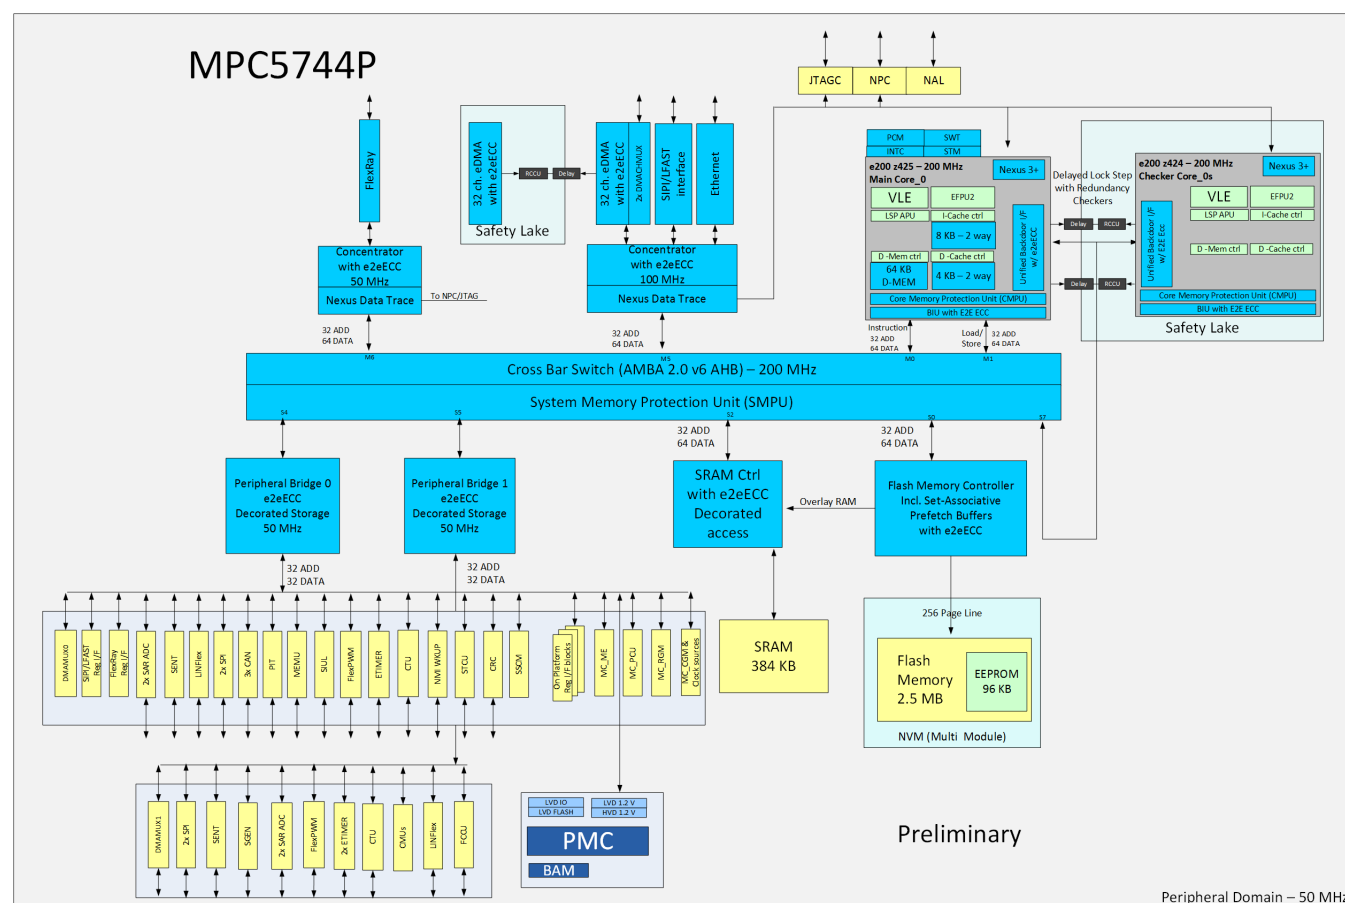 MPC5744P
JTAGC
NPC
NAL
FlexRay
32 ch. eDMA
with e2eECC
RCCU
Delay
Safety Lake
32 ch. eDMA
with e2eECC
2x DMACHMUX
SIPI/LFAST
interface
Ethernet
PCM
SWT
INTC
STM
e200 z425 – 200 MHz
Main Core_0
Nexus 3+
VLE
EFPU2
LSP APU
I-Cache ctrl
8 KB – 2 way
D -Mem ctrl
D -Cache ctrl
64 KB
D-MEM
4 KB – 2 way
Unified Backdoor I/F
w/ e2eECC
Core Memory Protection Unit (CMPU)
BIU with E2E ECC
Delayed Lock Step
with Redundancy
Checkers
Delay
RCCU
Delay
RCCU
e200 z424 – 200 MHz
Checker Core_0s
Nexus 3+
VLE
EFPU2
LSP APU
I-Cache ctrl
D -Mem ctrl
D -Cache ctrl
Unified Backdoor I/F
w/ E2E Ecc
Core Memory Protection Unit (CMPU)
BIU with E2E ECC
Safety Lake
Concentrator
with e2eECC
50 MHz
Nexus Data Trace
To NPC/JTAG
Concentrator
with e2eECC
100 MHz
Nexus Data Trace
32 ADD
64 DATA
M6
32 ADD
64 DATA
M5
Instruction
32 ADD
64 DATA
M0
Load/
Store
32 ADD
64 DATA
M1
Cross Bar Switch (AMBA 2.0 v6 AHB) – 200 MHz
System Memory Protection Unit (SMPU)
S4
S5
S2
S0
S7
32 ADD
64 DATA
32 ADD
64 DATA
Peripheral Bridge 0
e2eECC
Decorated Storage
50 MHz
Peripheral Bridge 1
e2eECC
Decorated Storage
50 MHz
SRAM Ctrl
with e2eECC
Decorated
access
Overlay RAM
Flash Memory Controller
Incl. Set-Associative
Prefetch Buffers
with e2eECC
32 ADD
32 DATA
32 ADD
32 DATA
DMAMUX0
SIPI/LFAST
Reg I/F
FlexRay
Reg I/F
2x SAR ADC
SENT
LINFlex
2x SPI
3x CAN
PIT
MEMU
SIUL
FlexPWM
ETIMER
CTU
NMI WKUP
STCU
CRC
SSCM
On Platform
Reg I/F blocks
MC_ME
MC_PCU
MC_RGM
MC_CGM &
Clock sources
SRAM
384 KB
256 Page Line
Flash
Memory
2.5 MB
EEPROM
96 KB
NVM (Multi Module)
DMAMUX1
2x SPI
SENT
SGEN
2x SAR ADC
FlexPWM
2x ETIMER
CTU
CMUs
LINFlex
FCCU
LVD IO
LVD 1.2 V
LVD FLASH
HVD 1.2 V
PMC
BAM
Preliminary
Peripheral Domain – 50 MHz